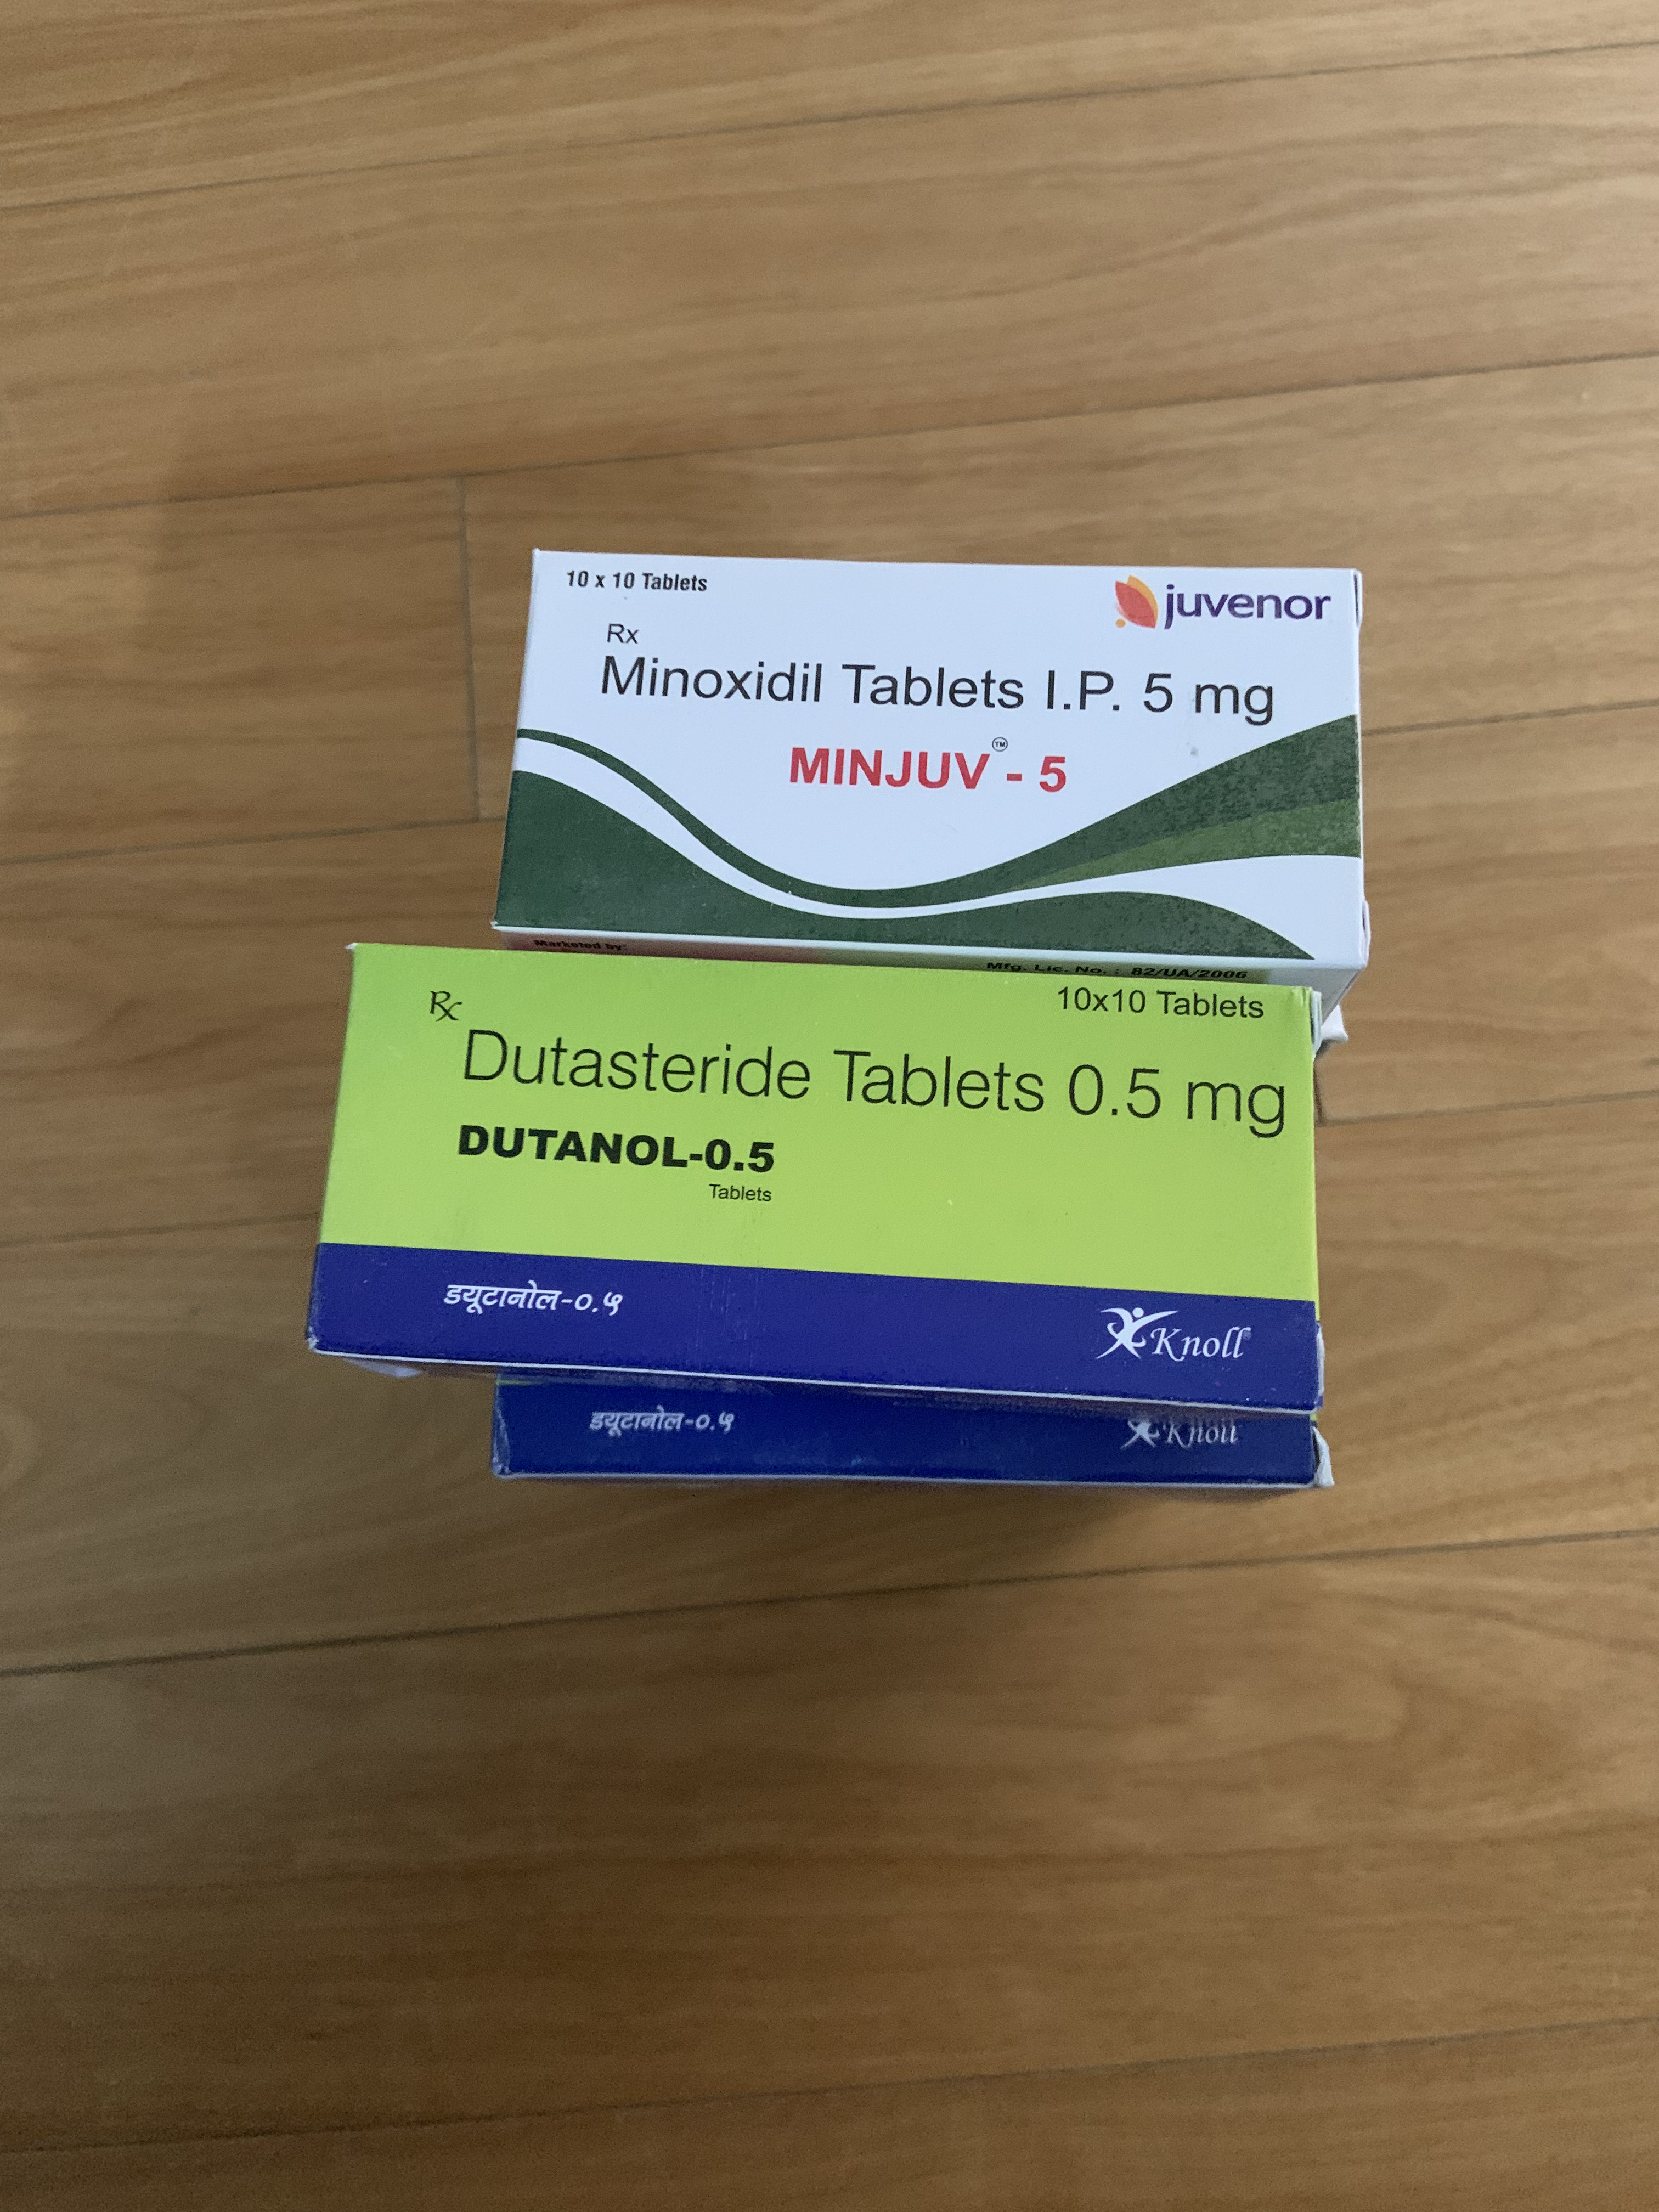 10 x 10 Tablets
juvenor
Rx
Minoxidil Tablets I.P. 5 mg
MINJUV™ - 5
Marketed by:
Mfg. Lic. No. : 82/UA/2006
Rx
10x10 Tablets
Dutasteride Tablets 0.5 mg
DUTANOL-0.5
Tablets
डयूटानोल-०.५
Knoll®
डयूटानोल-०.५
Knoll